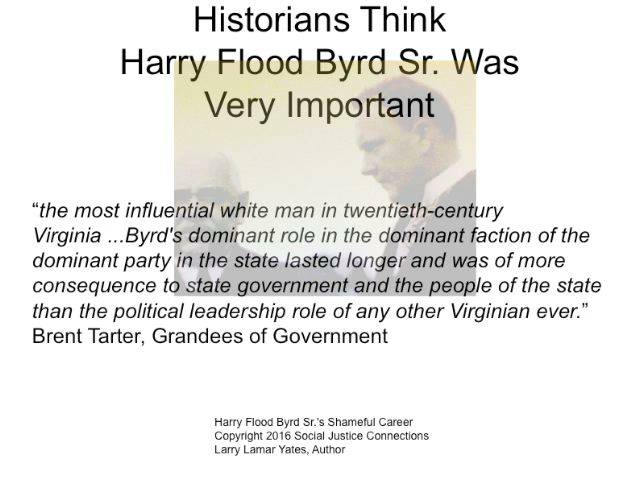 Historians Think
Harry Flood Byrd Sr. Was
Very Important
“the most influential white man in twentieth-century
Virginia ...Byrd's dominant role in the dominant faction of the
dominant party in the state lasted longer and was of more
consequence to state government and the people of the state
than the political leadership role of any other Virginian ever.”
Brent Tarter, Grandees of Government
Harry Flood Byrd Sr.'s Shameful Career
Copyright 2016 Social Justice Connections
Larry Lamar Yates, Author